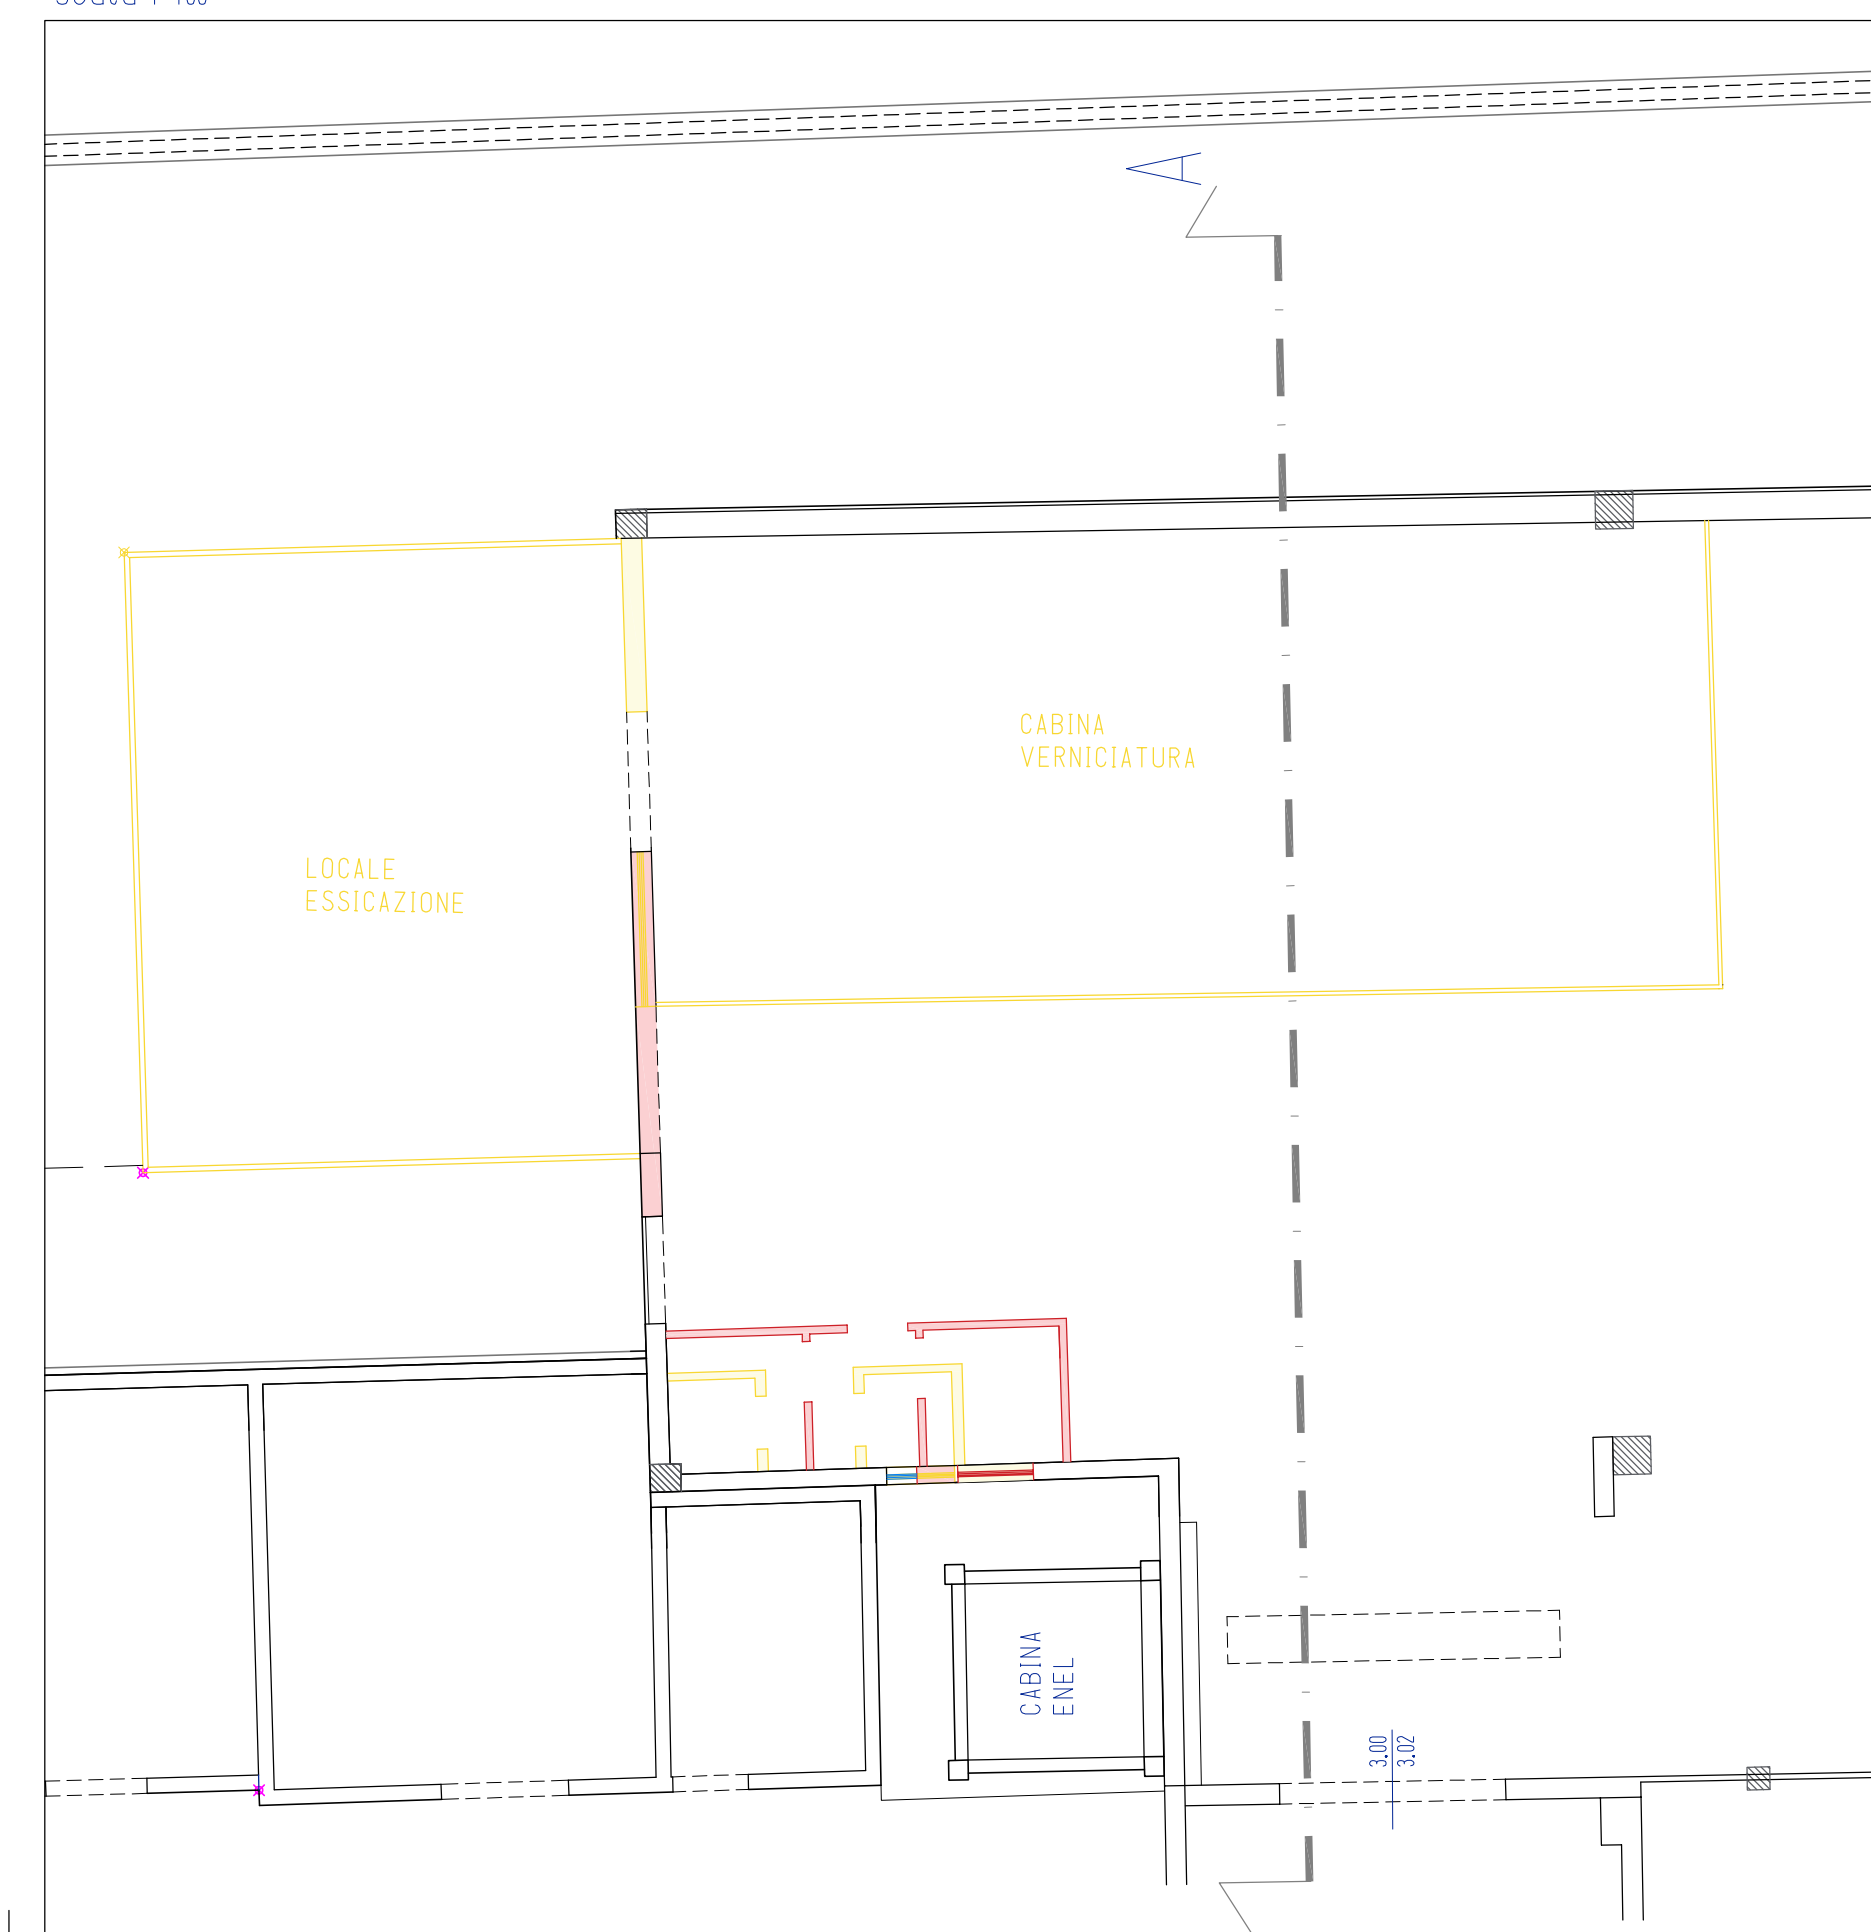 A
CABINA
VERNICIATURA
LOCALE
ESSICAZIONE
CABINA
ENEL
3.00
3.02